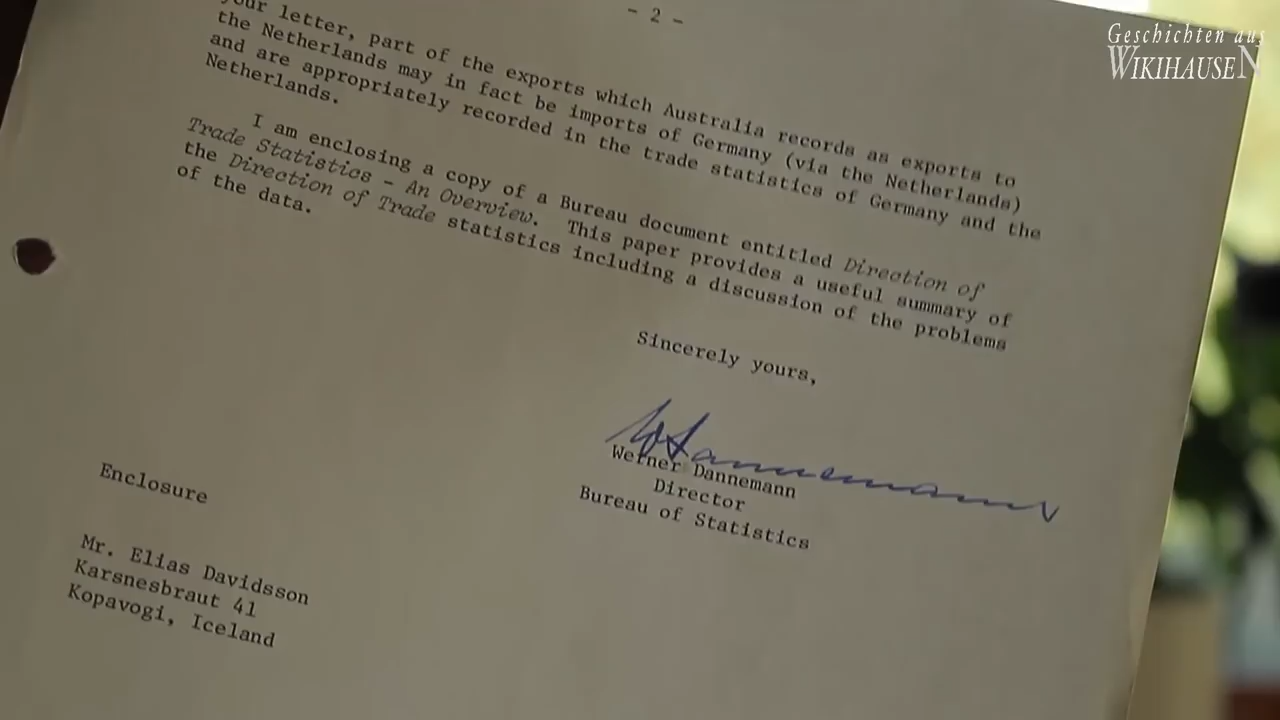 - 2 -
your letter, part of the exports which Australia records as exports to
the Netherlands may in fact be imports of Germany (via the Netherlands)
and are appropriately recorded in the trade statistics of Germany and the
Netherlands.
I am enclosing a copy of a Bureau document entitled Direction of
Trade Statistics - An Overview. This paper provides a useful summary of
the Direction of Trade statistics including a discussion of the problems
of the data.
Sincerely yours,
WDannemann
Werner Dannemann
Director
Bureau of Statistics
Enclosure
Mr. Elias Davidsson
Karsnesbraut 41
Kopavogi, Iceland
Geschichten aus
WIKIHAUSEN